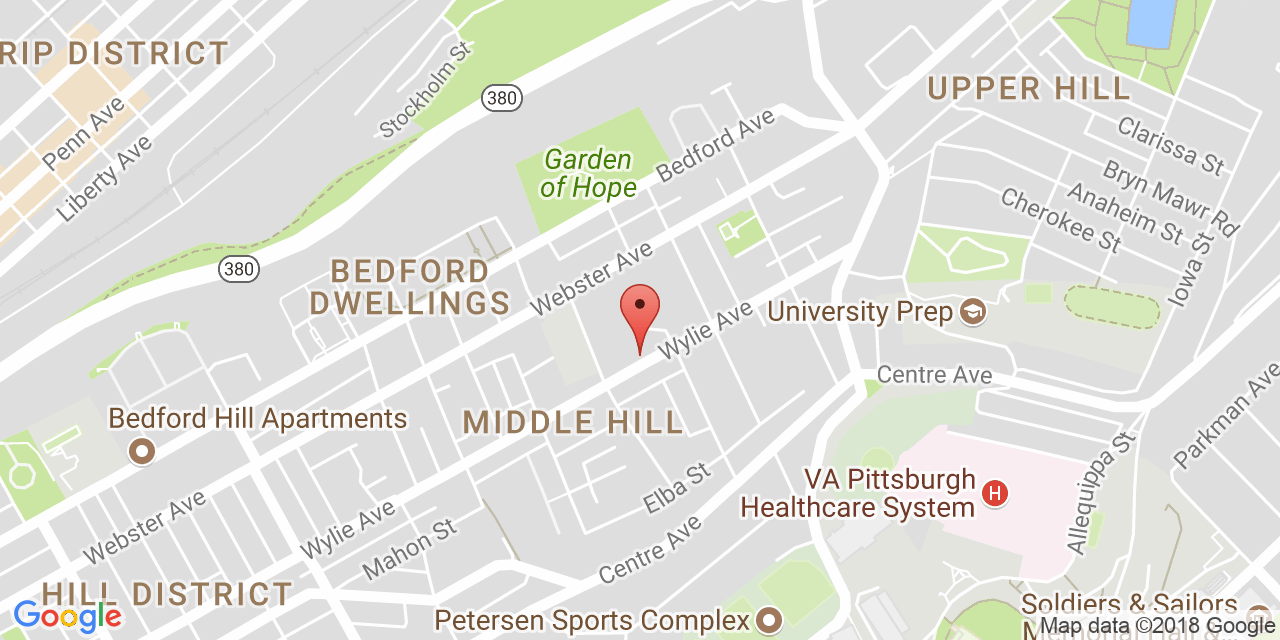 RIP DISTRICT
Penn Ave
Liberty Ave
Stockholm St
380
UPPER HILL
Clarissa St
Bryn Mawr Rd
Anaheim St
Cherokee St
Iowa St
Garden
of Hope
Bedford Ave
380
BEDFORD
DWELLINGS
Webster Ave
University Prep
Wylie Ave
Centre Ave
Parkman Ave
Bedford Hill Apartments
MIDDLE HILL
VA Pittsburgh
Healthcare System
H
Allequippa St
Elba St
Webster Ave
Wylie Ave
Mahon St
Centre Ave
HILL DISTRICT
Google
Petersen Sports Complex
Soldiers & Sailors
Map data ©2018 Google